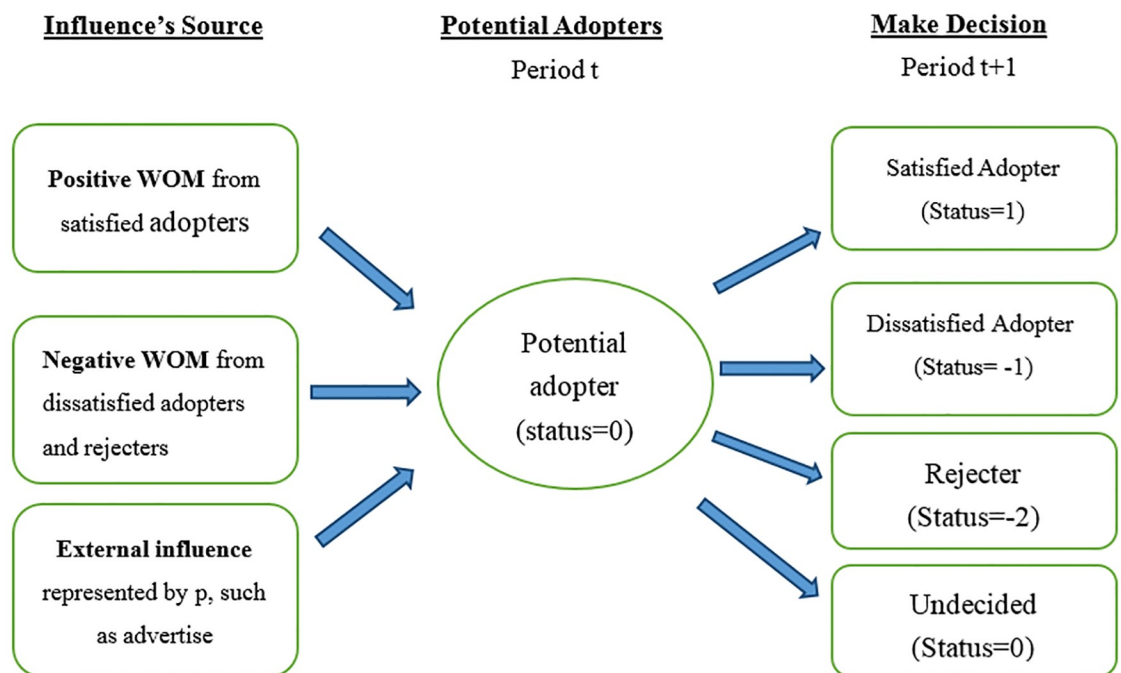 Influence's Source
Potential Adopters
Period t
Make Decision
Period t+1
Positive WOM from
satisfied adopters
Negative WOM from
dissatisfied adopters
and rejecters
External influence
represented by p, such
as advertise
Potential
adopter
(status=0)
Satisfied Adopter
(Status=1)
Dissatisfied Adopter
(Status= -1)
Rejecter
(Status=-2)
Undecided
(Status=0)